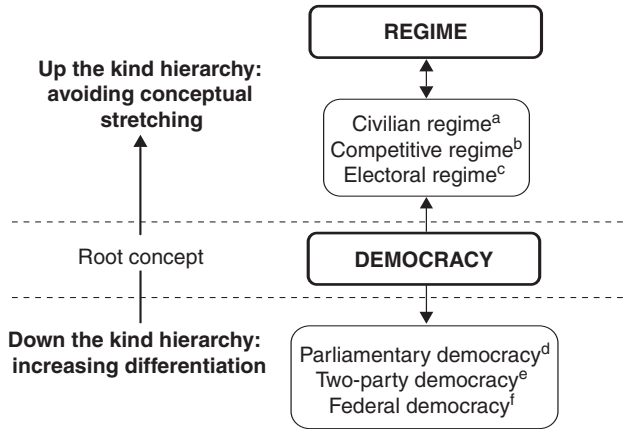 REGIME
Up the kind hierarchy:
avoiding conceptual
stretching
Civilian regimeᵃ
Competitive regimeᵇ
Electoral regimeᶜ
Root concept
DEMOCRACY
Down the kind hierarchy:
increasing differentiation
Parliamentary democracyᵈ
Two-party democracyᵉ
Federal democracyᶠ